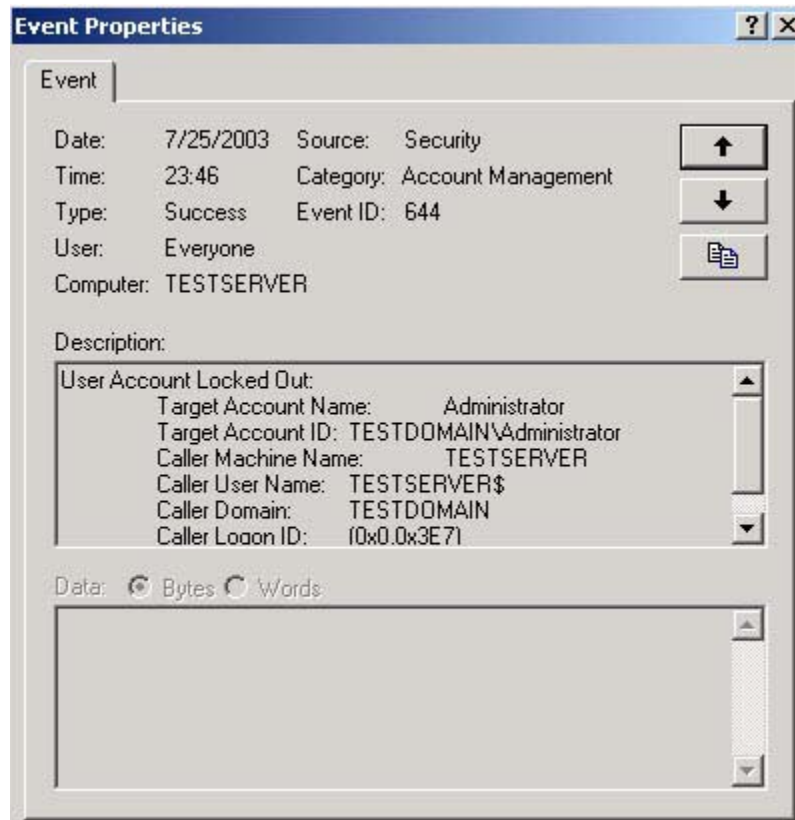 Event Properties
Event
Date: 7/25/2003 Source: Security
Time: 23:46 Category: Account Management
Type: Success Event ID: 644
User: Everyone
Computer: TESTSERVER
Description:
User Account Locked Out:
Target Account Name: Administrator
Target Account ID: TESTDOMAIN\Administrator
Caller Machine Name: TESTSERVER
Caller User Name: TESTSERVER$
Caller Domain: TESTDOMAIN
Caller Logon ID: (0x0,0x3E7)
Data: Bytes Words